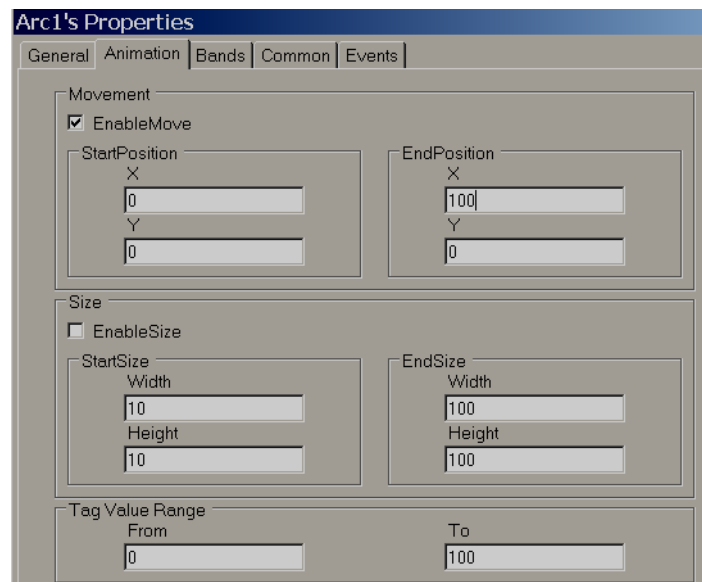 Arc1's Properties
General Animation Bands Common Events
Movement
EnableMove
StartPosition EndPosition
X X
0 100
Y Y
0 0
Size
EnableSize
StartSize EndSize
Width Width
10 100
Height Height
10 100
Tag Value Range
From To
0 100